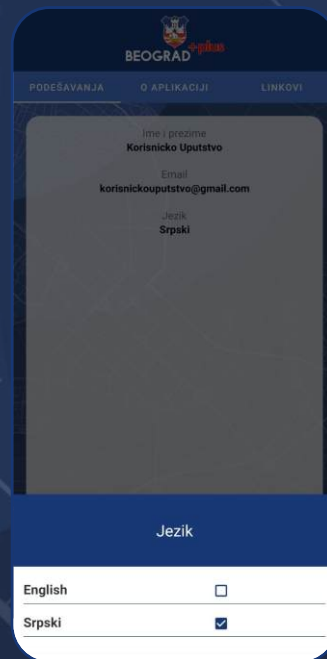 BEOGRAD +plus
PODEŠAVANJA O APLIKACIJI LINKOVI
Ime i prezime
Korisnicko Uputstvo
Email
korisnickouputstvo@gmail.com
Jezik
Srpski
Jezik
English
Srpski